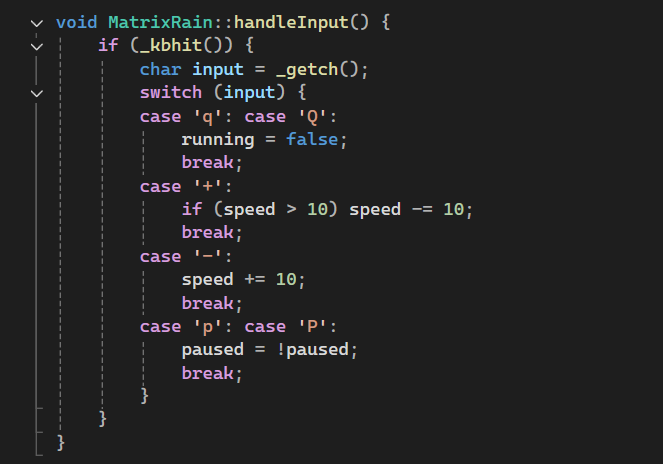 void MatrixRain::handleInput() {
    if (_kbhit()) {
        char input = _getch();
        switch (input) {
        case 'q': case 'Q':
            running = false;
            break;
        case '+':
            if (speed > 10) speed -= 10;
            break;
        case '-':
            speed += 10;
            break;
        case 'p': case 'P':
            paused = !paused;
            break;
        }
    }
}